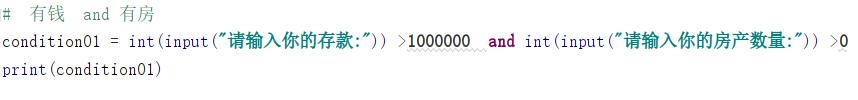 # 有钱 and 有房
condition01 = int(input("请输入你的存款:")) >1000000 and int(input("请输入你的房产数量:")) >0
print(condition01)